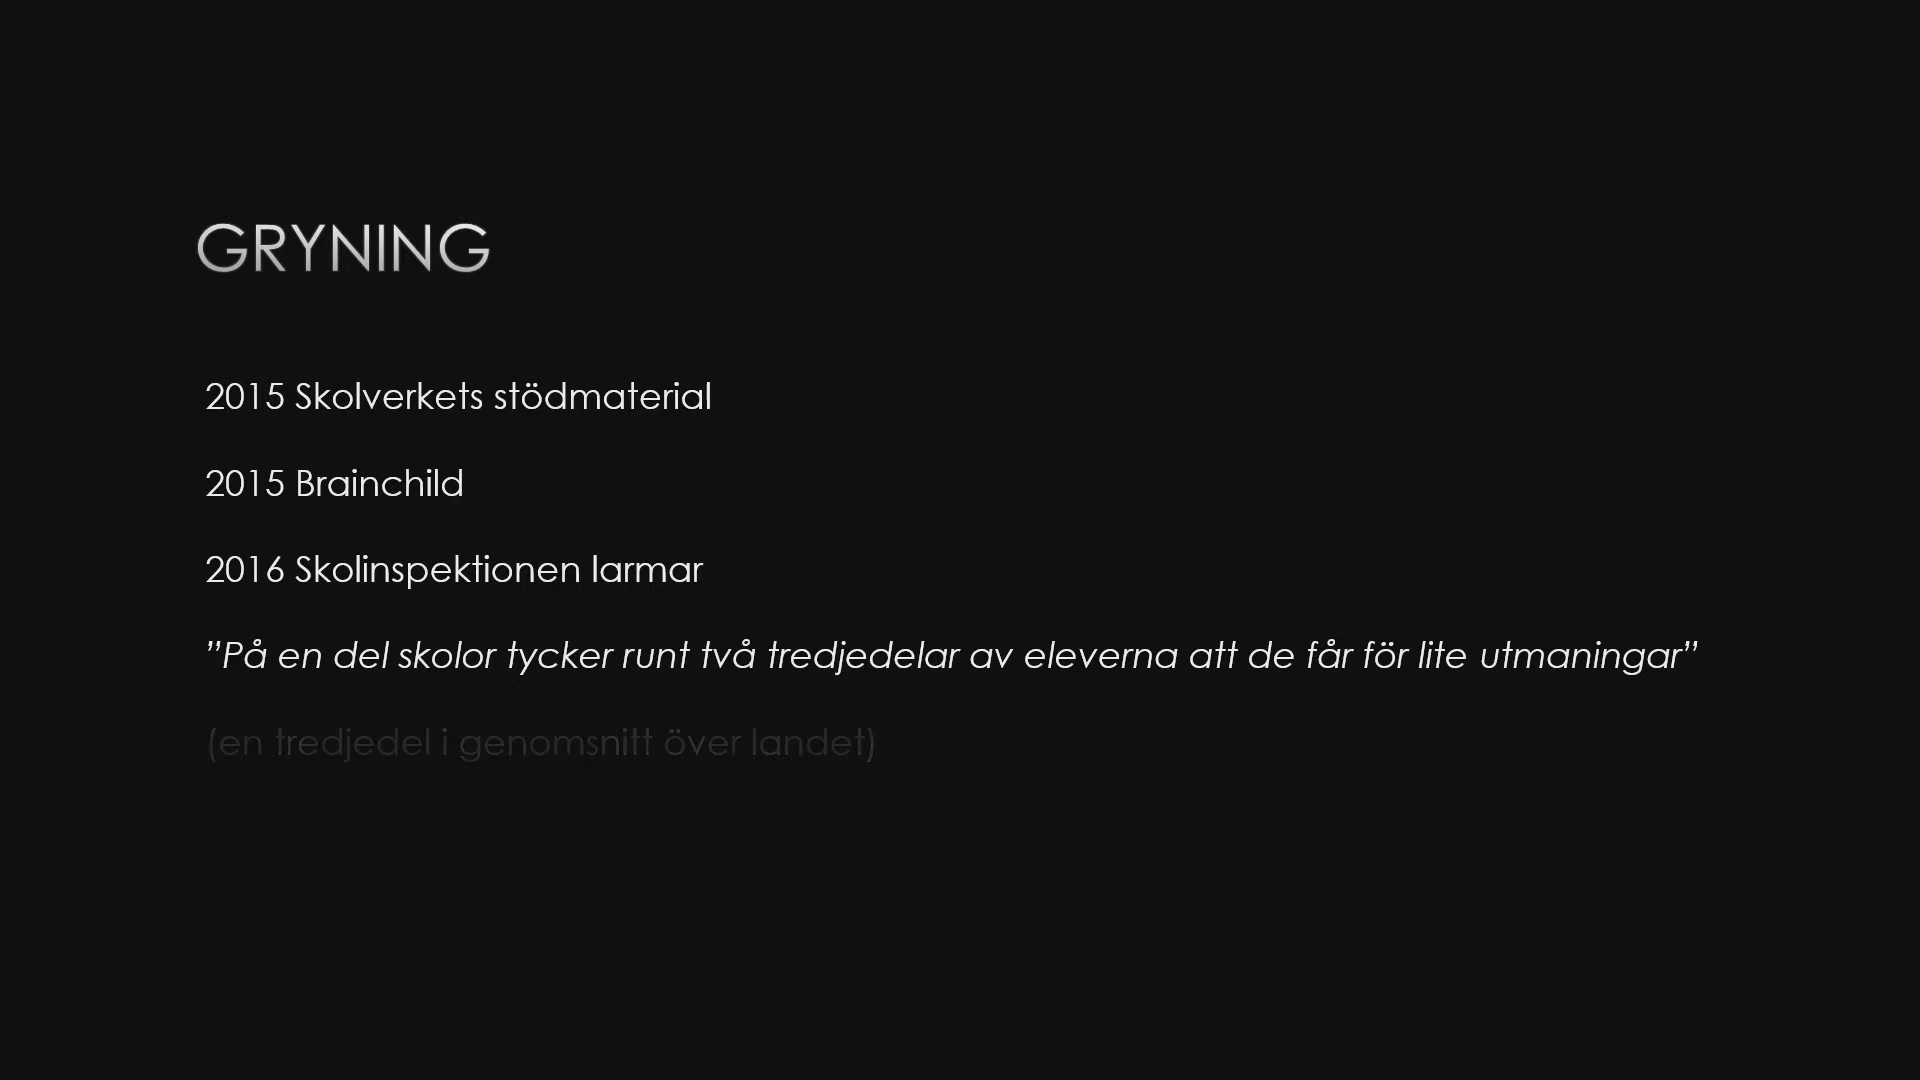 GRYNING
2015 Skolverkets stödmaterial
2015 Brainchild
2016 Skolinspektionen larmar
”På en del skolor tycker runt två tredjedelar av eleverna att de får för lite utmaningar”
(en tredjedel i genomsnitt över landet)